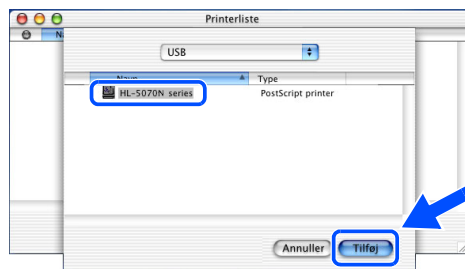 Printerliste
N
USB
Navn Type
HL-5070N series PostScript printer
Annuller Tilføj